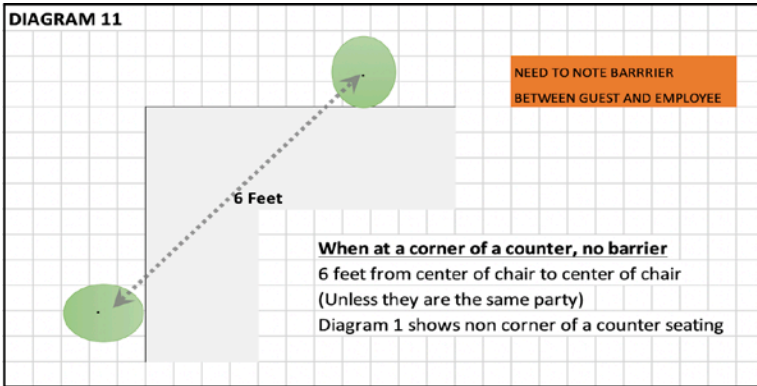 DIAGRAM 11
NEED TO NOTE BARRRIER
BETWEEN GUEST AND EMPLOYEE
6 Feet
When at a corner of a counter, no barrier
6 feet from center of chair to center of chair
(Unless they are the same party)
Diagram 1 shows non corner of a counter seating